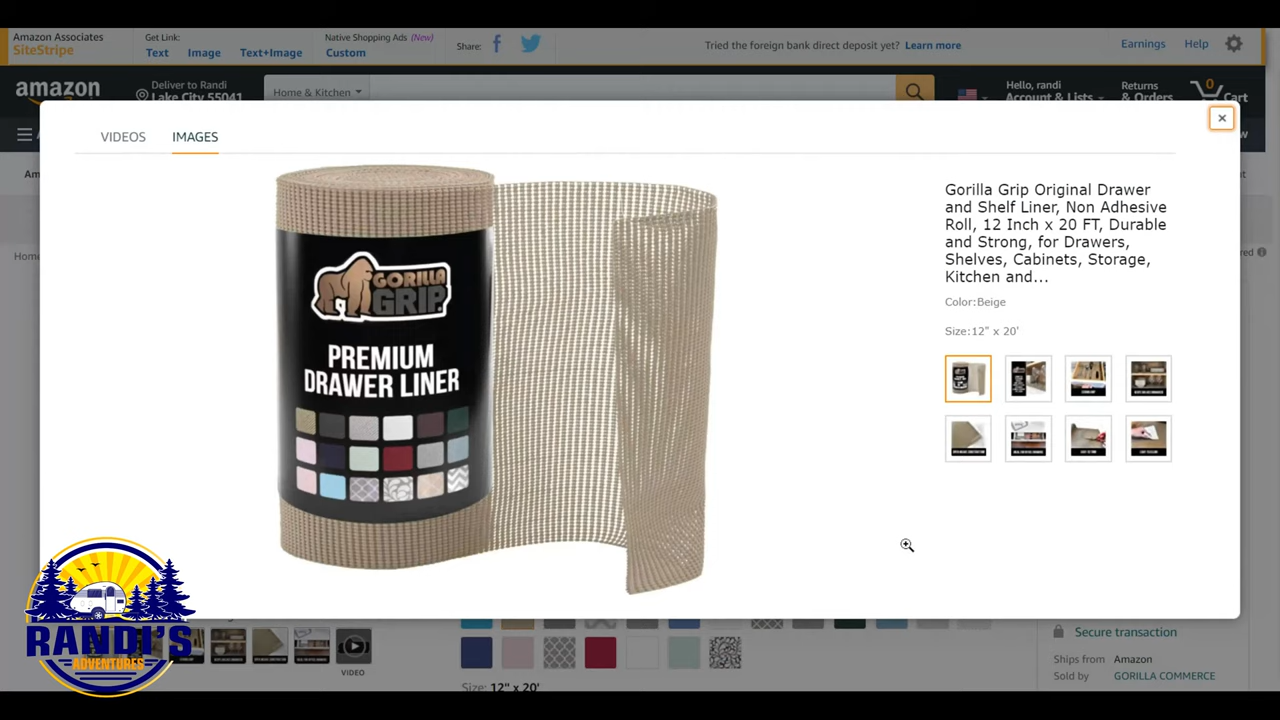 Amazon Associates
SiteStripe
Get Link:
Text Image Text+Image
Native Shopping Ads (New)
Custom
Share:
Tried the foreign bank direct deposit yet? Learn more
Earnings Help
amazon
Deliver to Randi
Lake City 55041
Home & Kitchen
Hello, randi
Account & Lists
Returns
& Orders
0
Cart
VIDEOS IMAGES
×
GORILLA
GRIP
PREMIUM
DRAWER LINER
Gorilla Grip Original Drawer
and Shelf Liner, Non Adhesive
Roll, 12 Inch x 20 FT, Durable
and Strong, for Drawers,
Shelves, Cabinets, Storage,
Kitchen and...
Color:Beige
Size:12" x 20'
RANDI'S
ADVENTURES
VIDEO
Size: 12" x 20'
Secure transaction
Ships from Amazon
Sold by GORILLA COMMERCE